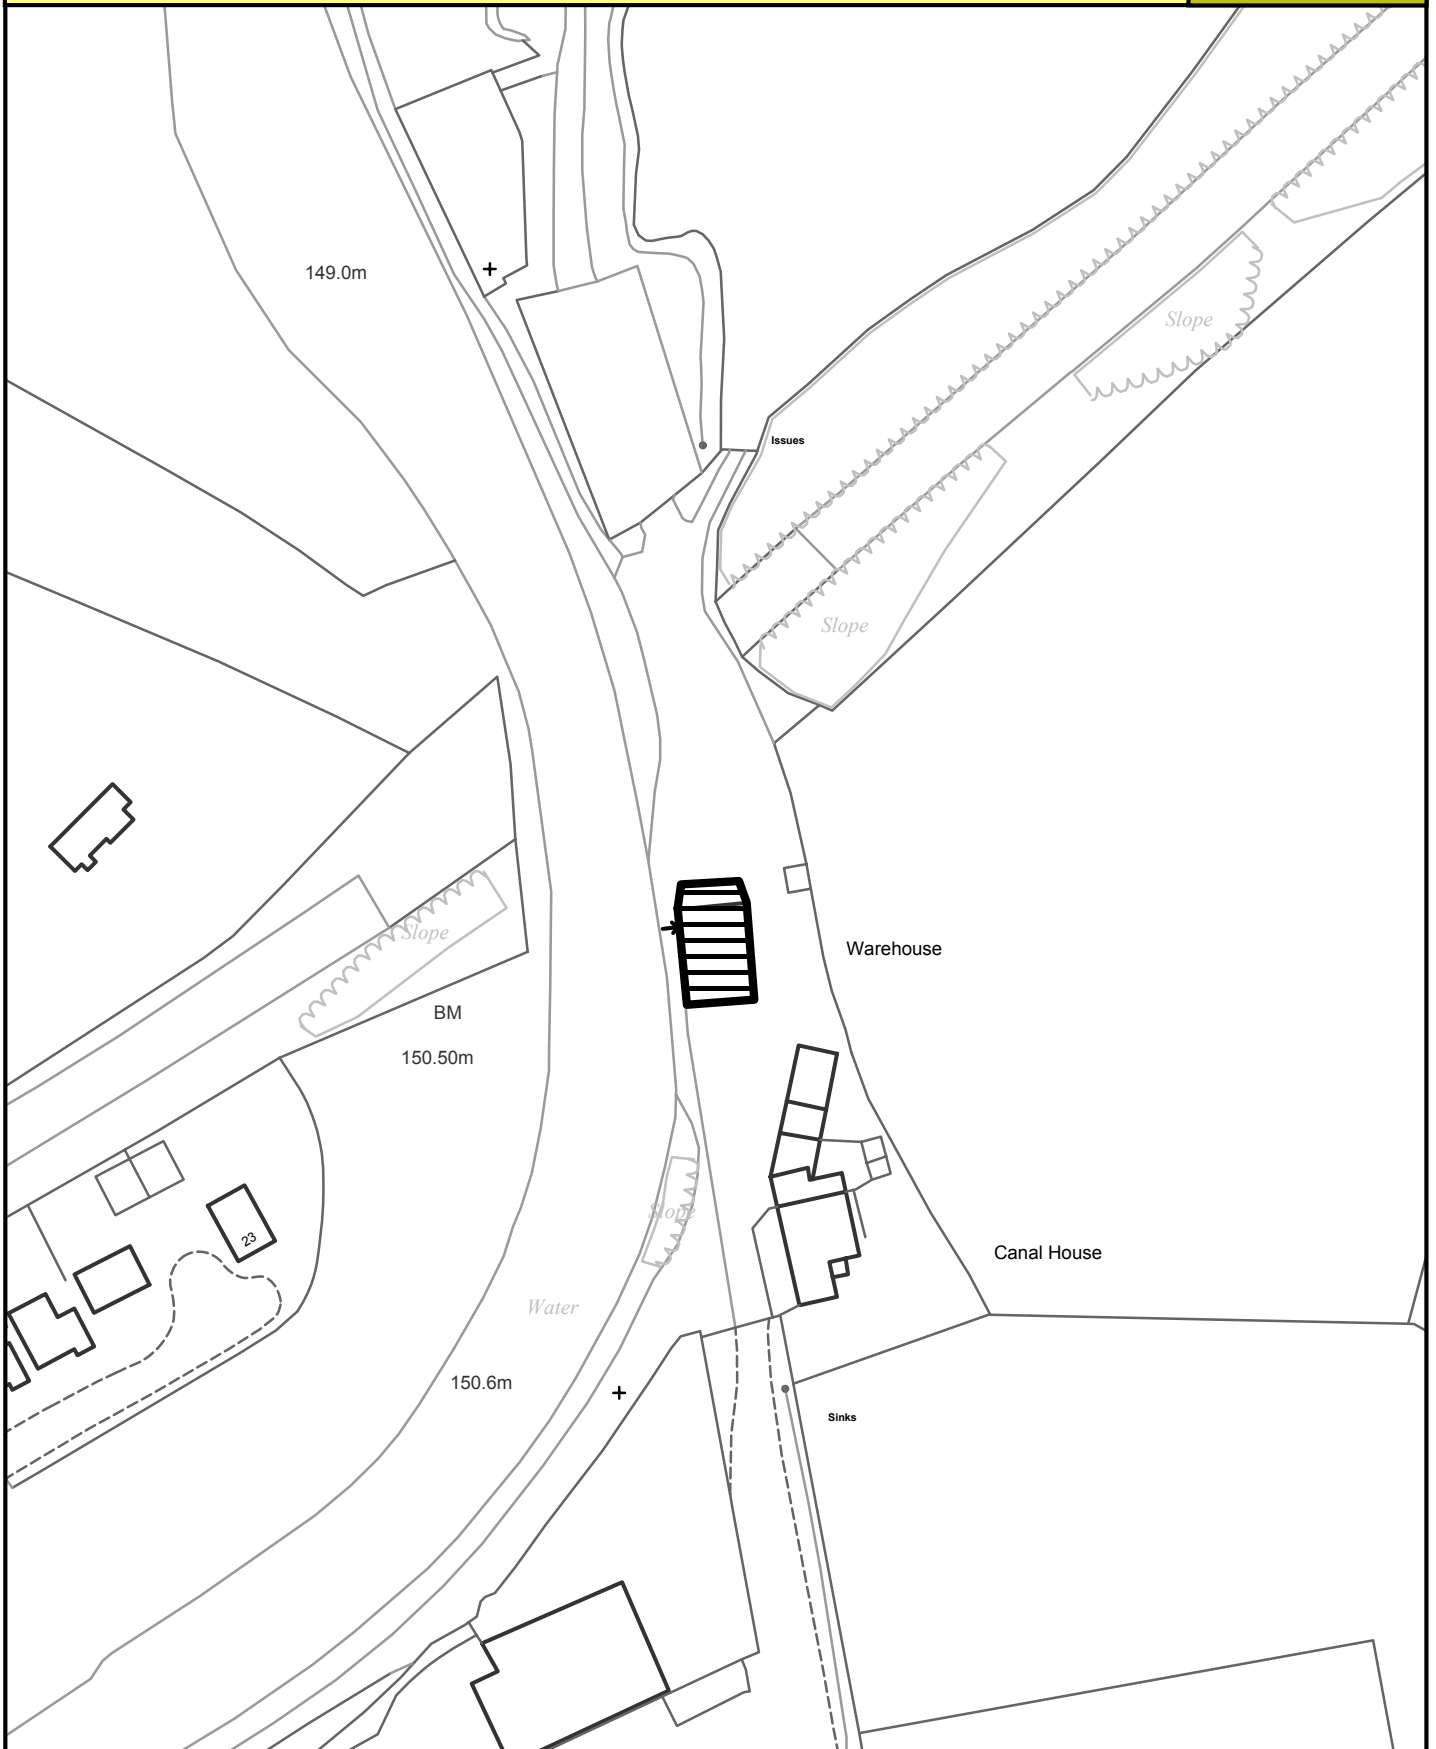 149.0m
Slope
Issues
Slope
Slope
Warehouse
BM
150.50m
Slope
23
Canal House
Water
150.6m
Sinks